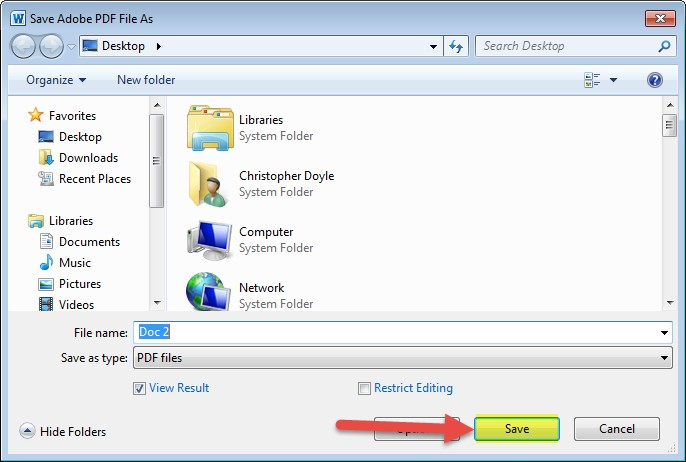 Save Adobe PDF File As
Desktop
Search Desktop
Organize
New folder
Favorites
Desktop
Downloads
Recent Places
Libraries
Documents
Music
Pictures
Videos
Libraries
System Folder
Christopher Doyle
System Folder
Computer
System Folder
Network
System Folder
File name: Doc 2
Save as type: PDF files
View Result
Restrict Editing
Hide Folders
Save
Cancel